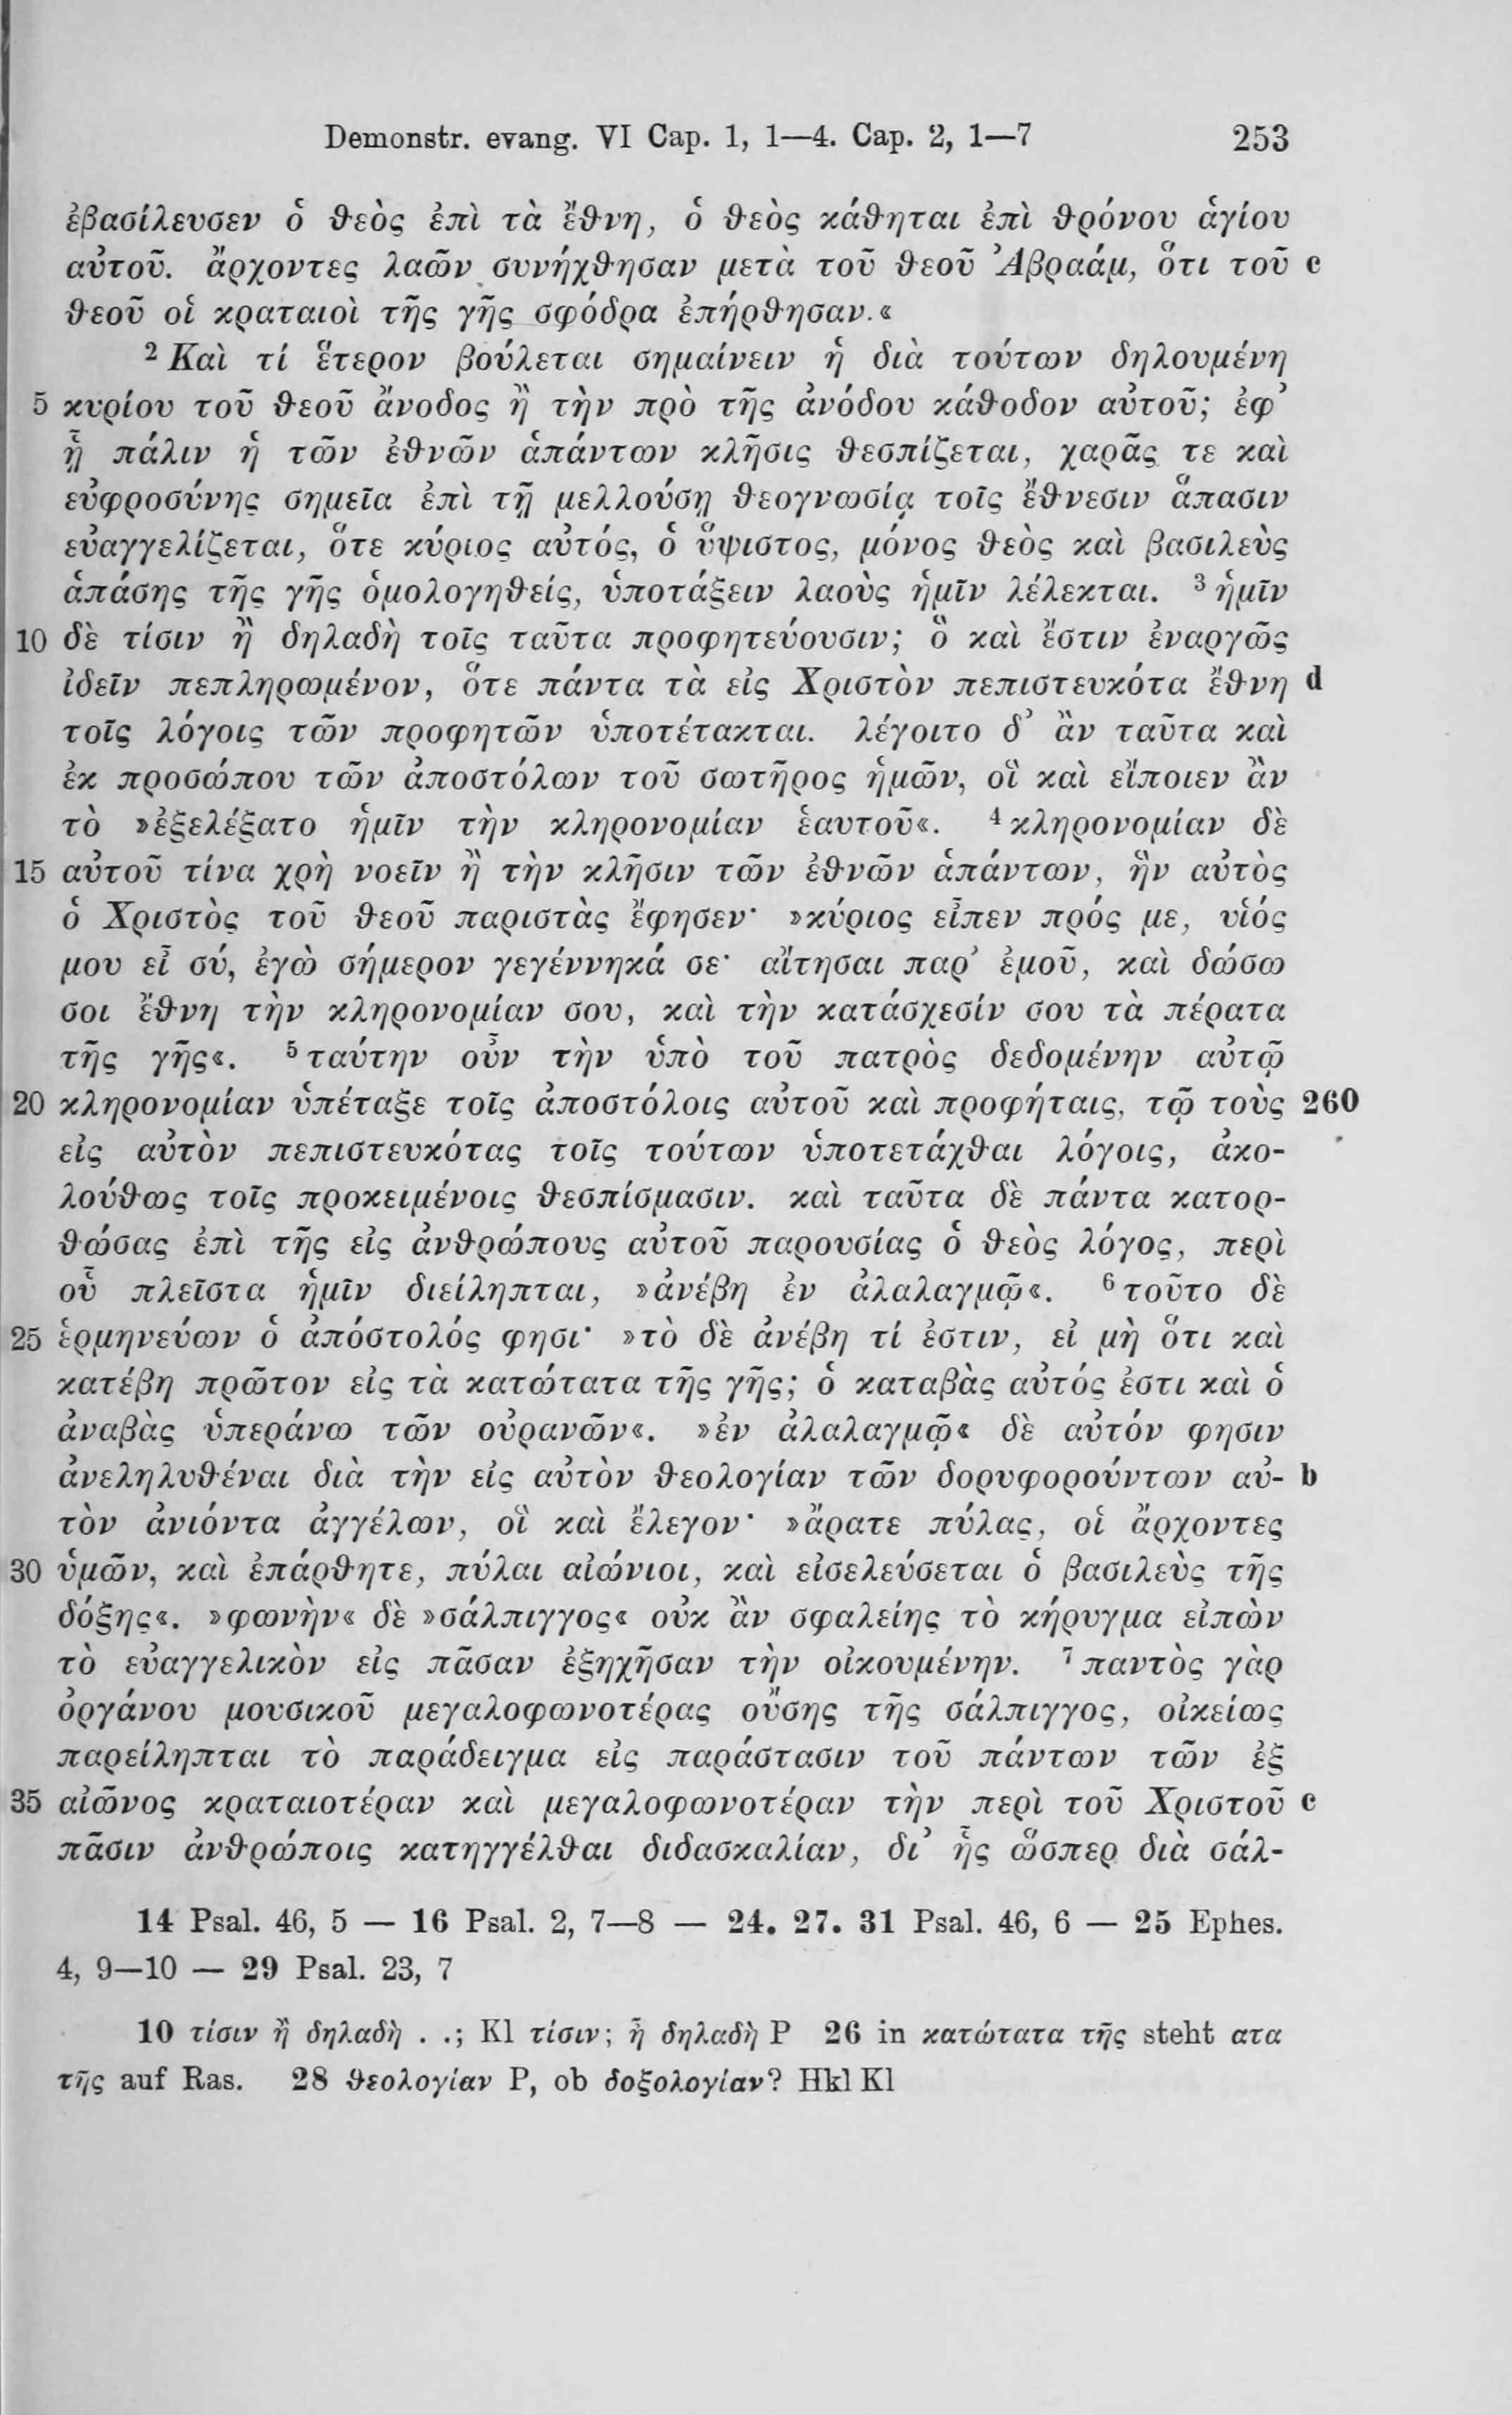 Demonstr. evang. VI Cap. 1, 1—4. Cap. 2, 1—7 253
ἐβασίλευσεν ὁ θεὸς ἐπὶ τὰ ἔθνη, ὁ θεὸς κάθηται ἐπὶ θρόνου ἁγίου
αὐτοῦ. ἄρχοντες λαῶν συνήχθησαν μετὰ τοῦ θεοῦ Ἀβραάμ, ὅτι τοῦ c
θεοῦ οἱ κραταιοὶ τῆς γῆς σφόδρα ἐπήρθησαν.«
² Καὶ τί ἕτερον βούλεται σημαίνειν ἡ διὰ τούτων δηλουμένη
5 κυρίου τοῦ θεοῦ ἄνοδος ἢ τὴν πρὸ τῆς ἀνόδου κάθοδον αὐτοῦ; ἐφ’
ᾗ πάλιν ἡ τῶν ἐθνῶν ἁπάντων κλῆσις θεσπίζεται, χαρᾶς τε καὶ
εὐφροσύνης σημεῖα ἐπὶ τῇ μελλούσῃ θεογνωσίᾳ τοῖς ἔθνεσιν ἅπασιν
εὐαγγελίζεται, ὅτε κύριος αὐτός, ὁ ὕψιστος, μόνος θεὸς καὶ βασιλεὺς
ἁπάσης τῆς γῆς ὁμολογηθείς, ὑποτάξειν λαοὺς ἡμῖν λέλεκται. ³ ἡμῖν
10 δὲ τίσιν ἢ δηλαδὴ τοῖς ταῦτα προφητεύουσιν; ὃ καὶ ἔστιν ἐναργῶς
ἰδεῖν πεπληρωμένον, ὅτε πάντα τὰ εἰς Χριστὸν πεπιστευκότα ἔθνη d
τοῖς λόγοις τῶν προφητῶν ὑποτέτακται. λέγοιτο δ’ ἂν ταῦτα καὶ
ἐκ προσώπου τῶν ἀποστόλων τοῦ σωτῆρος ἡμῶν, οἳ καὶ εἴποιεν ἂν
τὸ »ἐξελέξατο ἡμῖν τὴν κληρονομίαν ἑαυτοῦ«. ⁴ κληρονομίαν δὲ
15 αὐτοῦ τίνα χρὴ νοεῖν ἢ τὴν κλῆσιν τῶν ἐθνῶν ἁπάντων, ἣν αὐτὸς
ὁ Χριστὸς τοῦ θεοῦ παριστὰς ἔφησεν· »κύριος εἶπεν πρός με, υἱός
μου εἶ σύ, ἐγὼ σήμερον γεγέννηκά σε· αἴτησαι παρ’ ἐμοῦ, καὶ δώσω
σοι ἔθνη τὴν κληρονομίαν σου, καὶ τὴν κατάσχεσίν σου τὰ πέρατα
τῆς γῆς«. ⁵ ταύτην οὖν τὴν ὑπὸ τοῦ πατρὸς δεδομένην αὐτῷ
20 κληρονομίαν ὑπέταξε τοῖς ἀποστόλοις αὐτοῦ καὶ προφήταις, τῷ τοὺς 260
εἰς αὐτὸν πεπιστευκότας τοῖς τούτων ὑποτετάχθαι λόγοις, ἀκο-
λούθως τοῖς προκειμένοις θεσπίσμασιν. καὶ ταῦτα δὲ πάντα κατορ-
θώσας ἐπὶ τῆς εἰς ἀνθρώπους αὐτοῦ παρουσίας ὁ θεὸς λόγος, περὶ
οὗ πλεῖστα ἡμῖν διείληπται, »ἀνέβη ἐν ἀλαλαγμῷ«. ⁶ τοῦτο δὲ
25 ἑρμηνεύων ὁ ἀπόστολός φησι· »τὸ δὲ ἀνέβη τί ἐστιν, εἰ μὴ ὅτι καὶ
κατέβη πρῶτον εἰς τὰ κατώτατα τῆς γῆς; ὁ καταβὰς αὐτός ἐστι καὶ ὁ
ἀναβὰς ὑπεράνω τῶν οὐρανῶν«. »ἐν ἀλαλαγμῷ« δὲ αὐτόν φησιν
ἀνεληλυθέναι διὰ τὴν εἰς αὐτὸν θεολογίαν τῶν δορυφορούντων αὐ- b
τὸν ἀνιόντα ἀγγέλων, οἳ καὶ ἔλεγον· »ἄρατε πύλας, οἱ ἄρχοντες
30 ὑμῶν, καὶ ἐπάρθητε, πύλαι αἰώνιοι, καὶ εἰσελεύσεται ὁ βασιλεὺς τῆς
δόξης«. »φωνὴν« δὲ »σάλπιγγος« οὐκ ἂν σφαλείης τὸ κήρυγμα εἰπὼν
τὸ εὐαγγελικὸν εἰς πᾶσαν ἐξηχῆσαν τὴν οἰκουμένην. ⁷ παντὸς γὰρ
ὀργάνου μουσικοῦ μεγαλοφωνοτέρας οὔσης τῆς σάλπιγγος, οἰκείως
παρείληπται τὸ παράδειγμα εἰς παράστασιν τοῦ πάντων τῶν ἐξ
35 αἰῶνος κραταιοτέραν καὶ μεγαλοφωνοτέραν τὴν περὶ τοῦ Χριστοῦ c
πᾶσιν ἀνθρώποις κατηγγέλθαι διδασκαλίαν, δι’ ἧς ὥσπερ διὰ σάλ-
14 Psal. 46, 5 — 16 Psal. 2, 7—8 — 24. 27. 31 Psal. 46, 6 — 25 Ephes.
4, 9—10 — 29 Psal. 23, 7
10 τίσιν ἢ δηλαδὴ . .; Kl τίσιν; ἢ δηλαδὴ P 26 in κατώτατα τῆς steht ατα
τῆς auf Ras. 28 θεολογίαν P, ob δοξολογίαν? Hkl Kl